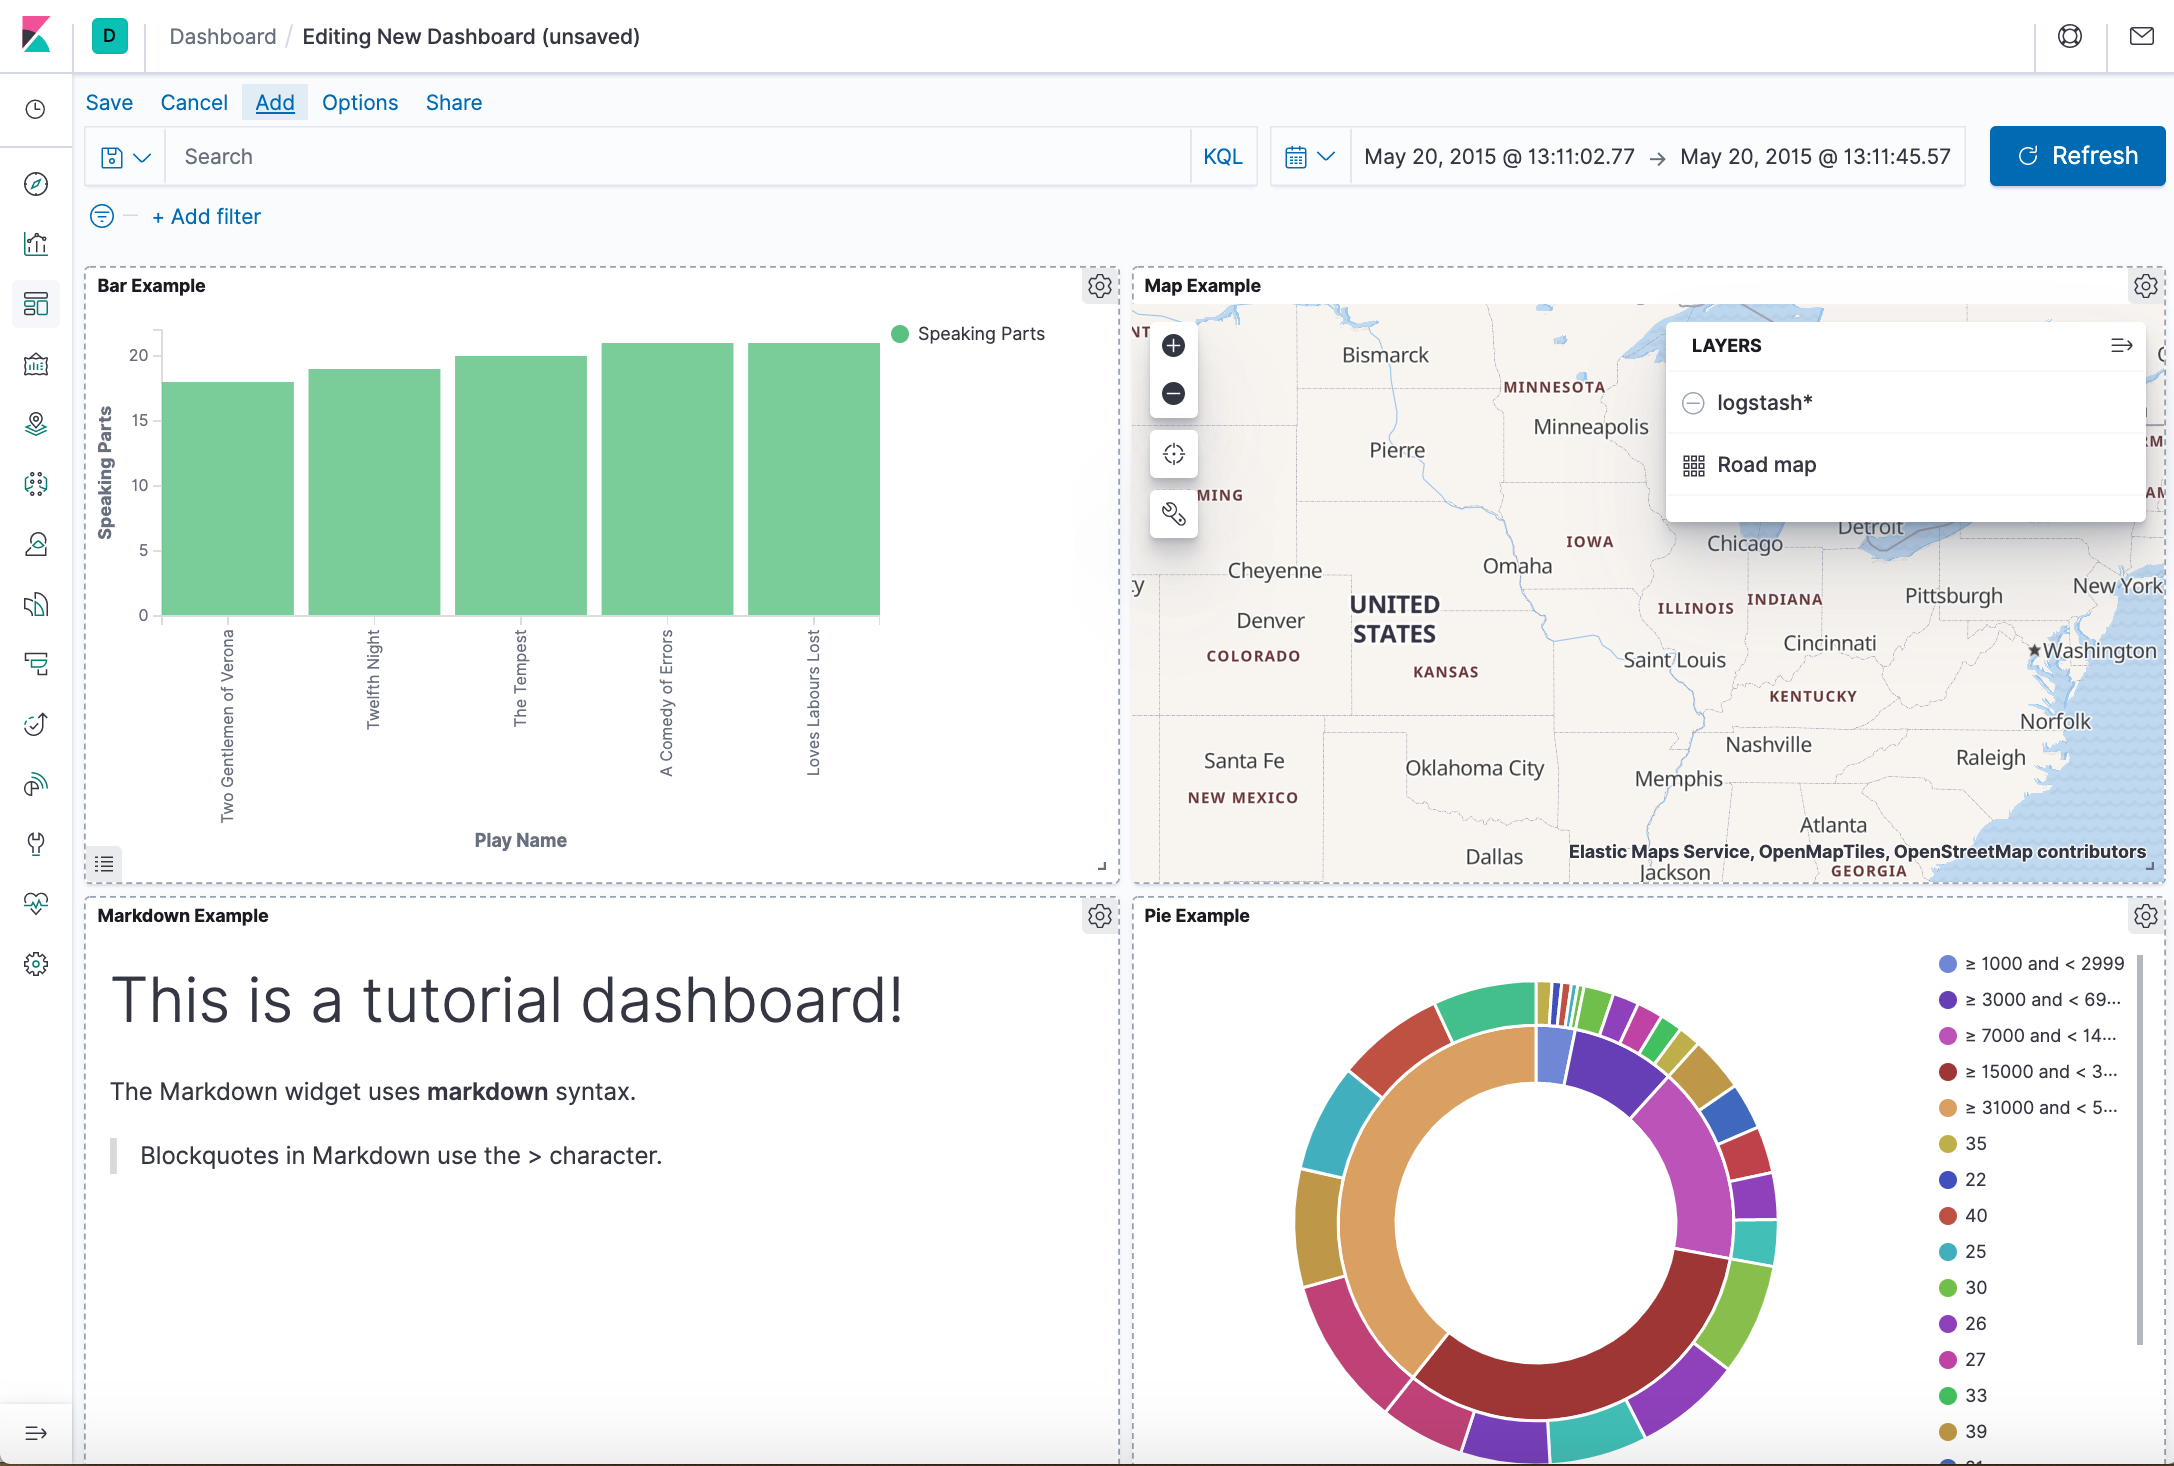 D Dashboard / Editing New Dashboard (unsaved)
Save Cancel Add Options Share
Search KQL May 20, 2015 @ 13:11:02.77 → May 20, 2015 @ 13:11:45.57 Refresh
+ Add filter
Bar Example
Speaking Parts
20
15
10
5
0
Speaking Parts
Two Gentlemen of Verona
Twelfth Night
The Tempest
A Comedy of Errors
Loves Labours Lost
Play Name
Map Example
LAYERS
logstash*
Road map
Bismarck
MINNESOTA
Minneapolis
Pierre
MING
IOWA
Detroit
Chicago
Omaha
Cheyenne
New York
Pittsburgh
UNITED
STATES
ILLINOIS
INDIANA
Denver
Cincinnati
Washington
COLORADO
Saint Louis
KANSAS
KENTUCKY
Norfolk
Nashville
Raleigh
Santa Fe
Oklahoma City
Memphis
NEW MEXICO
Atlanta
Dallas
Elastic Maps Service, OpenMapTiles, OpenStreetMap contributors
Jackson
GEORGIA
Markdown Example
This is a tutorial dashboard!
The Markdown widget uses markdown syntax.
Blockquotes in Markdown use the > character.
Pie Example
≥ 1000 and < 2999
≥ 3000 and < 69...
≥ 7000 and < 14...
≥ 15000 and < 3...
≥ 31000 and < 5...
35
22
40
25
30
26
27
33
39